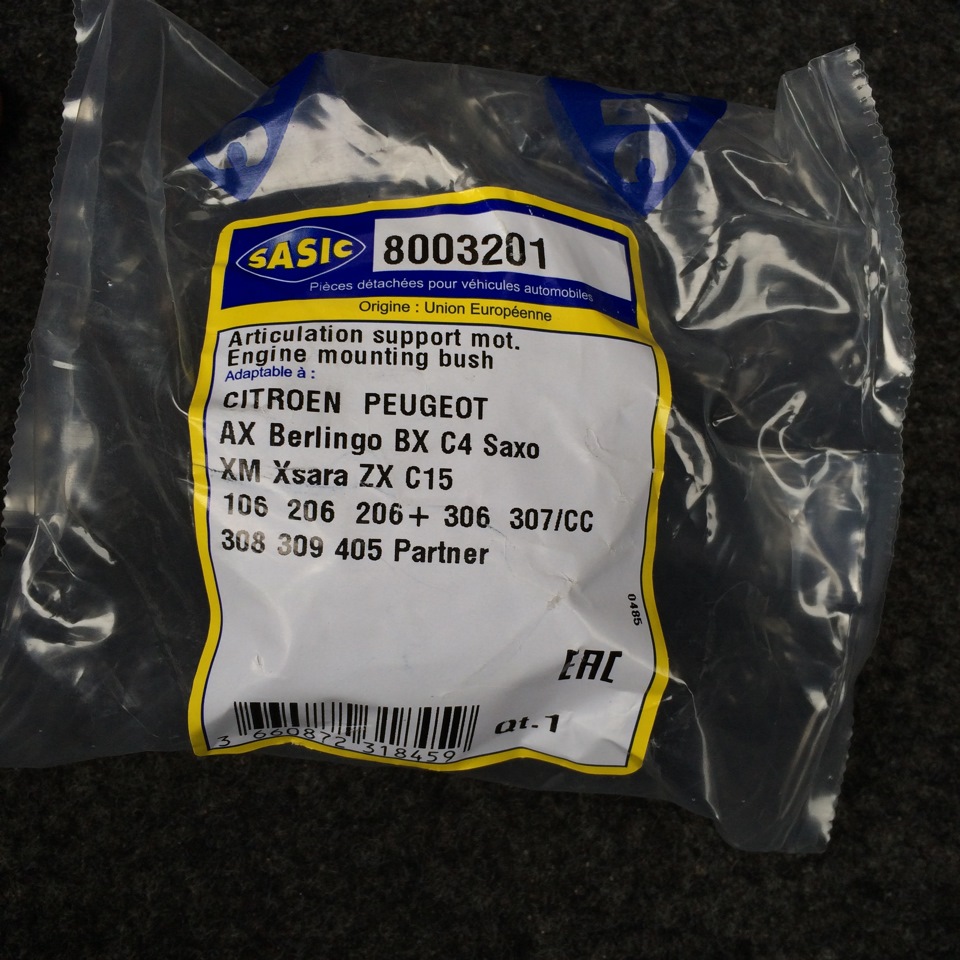 SASIC 8003201
Pièces détachées pour véhicules automobiles
Origine : Union Européenne
Articulation support mot.
Engine mounting bush
Adaptable à :
CITROEN PEUGEOT
AX Berlingo BX C4 Saxo
XM Xsara ZX C15
106 206 206+ 306 307/CC
308 309 405 Partner
0485
EAC
Qt.1
3 660872 318459